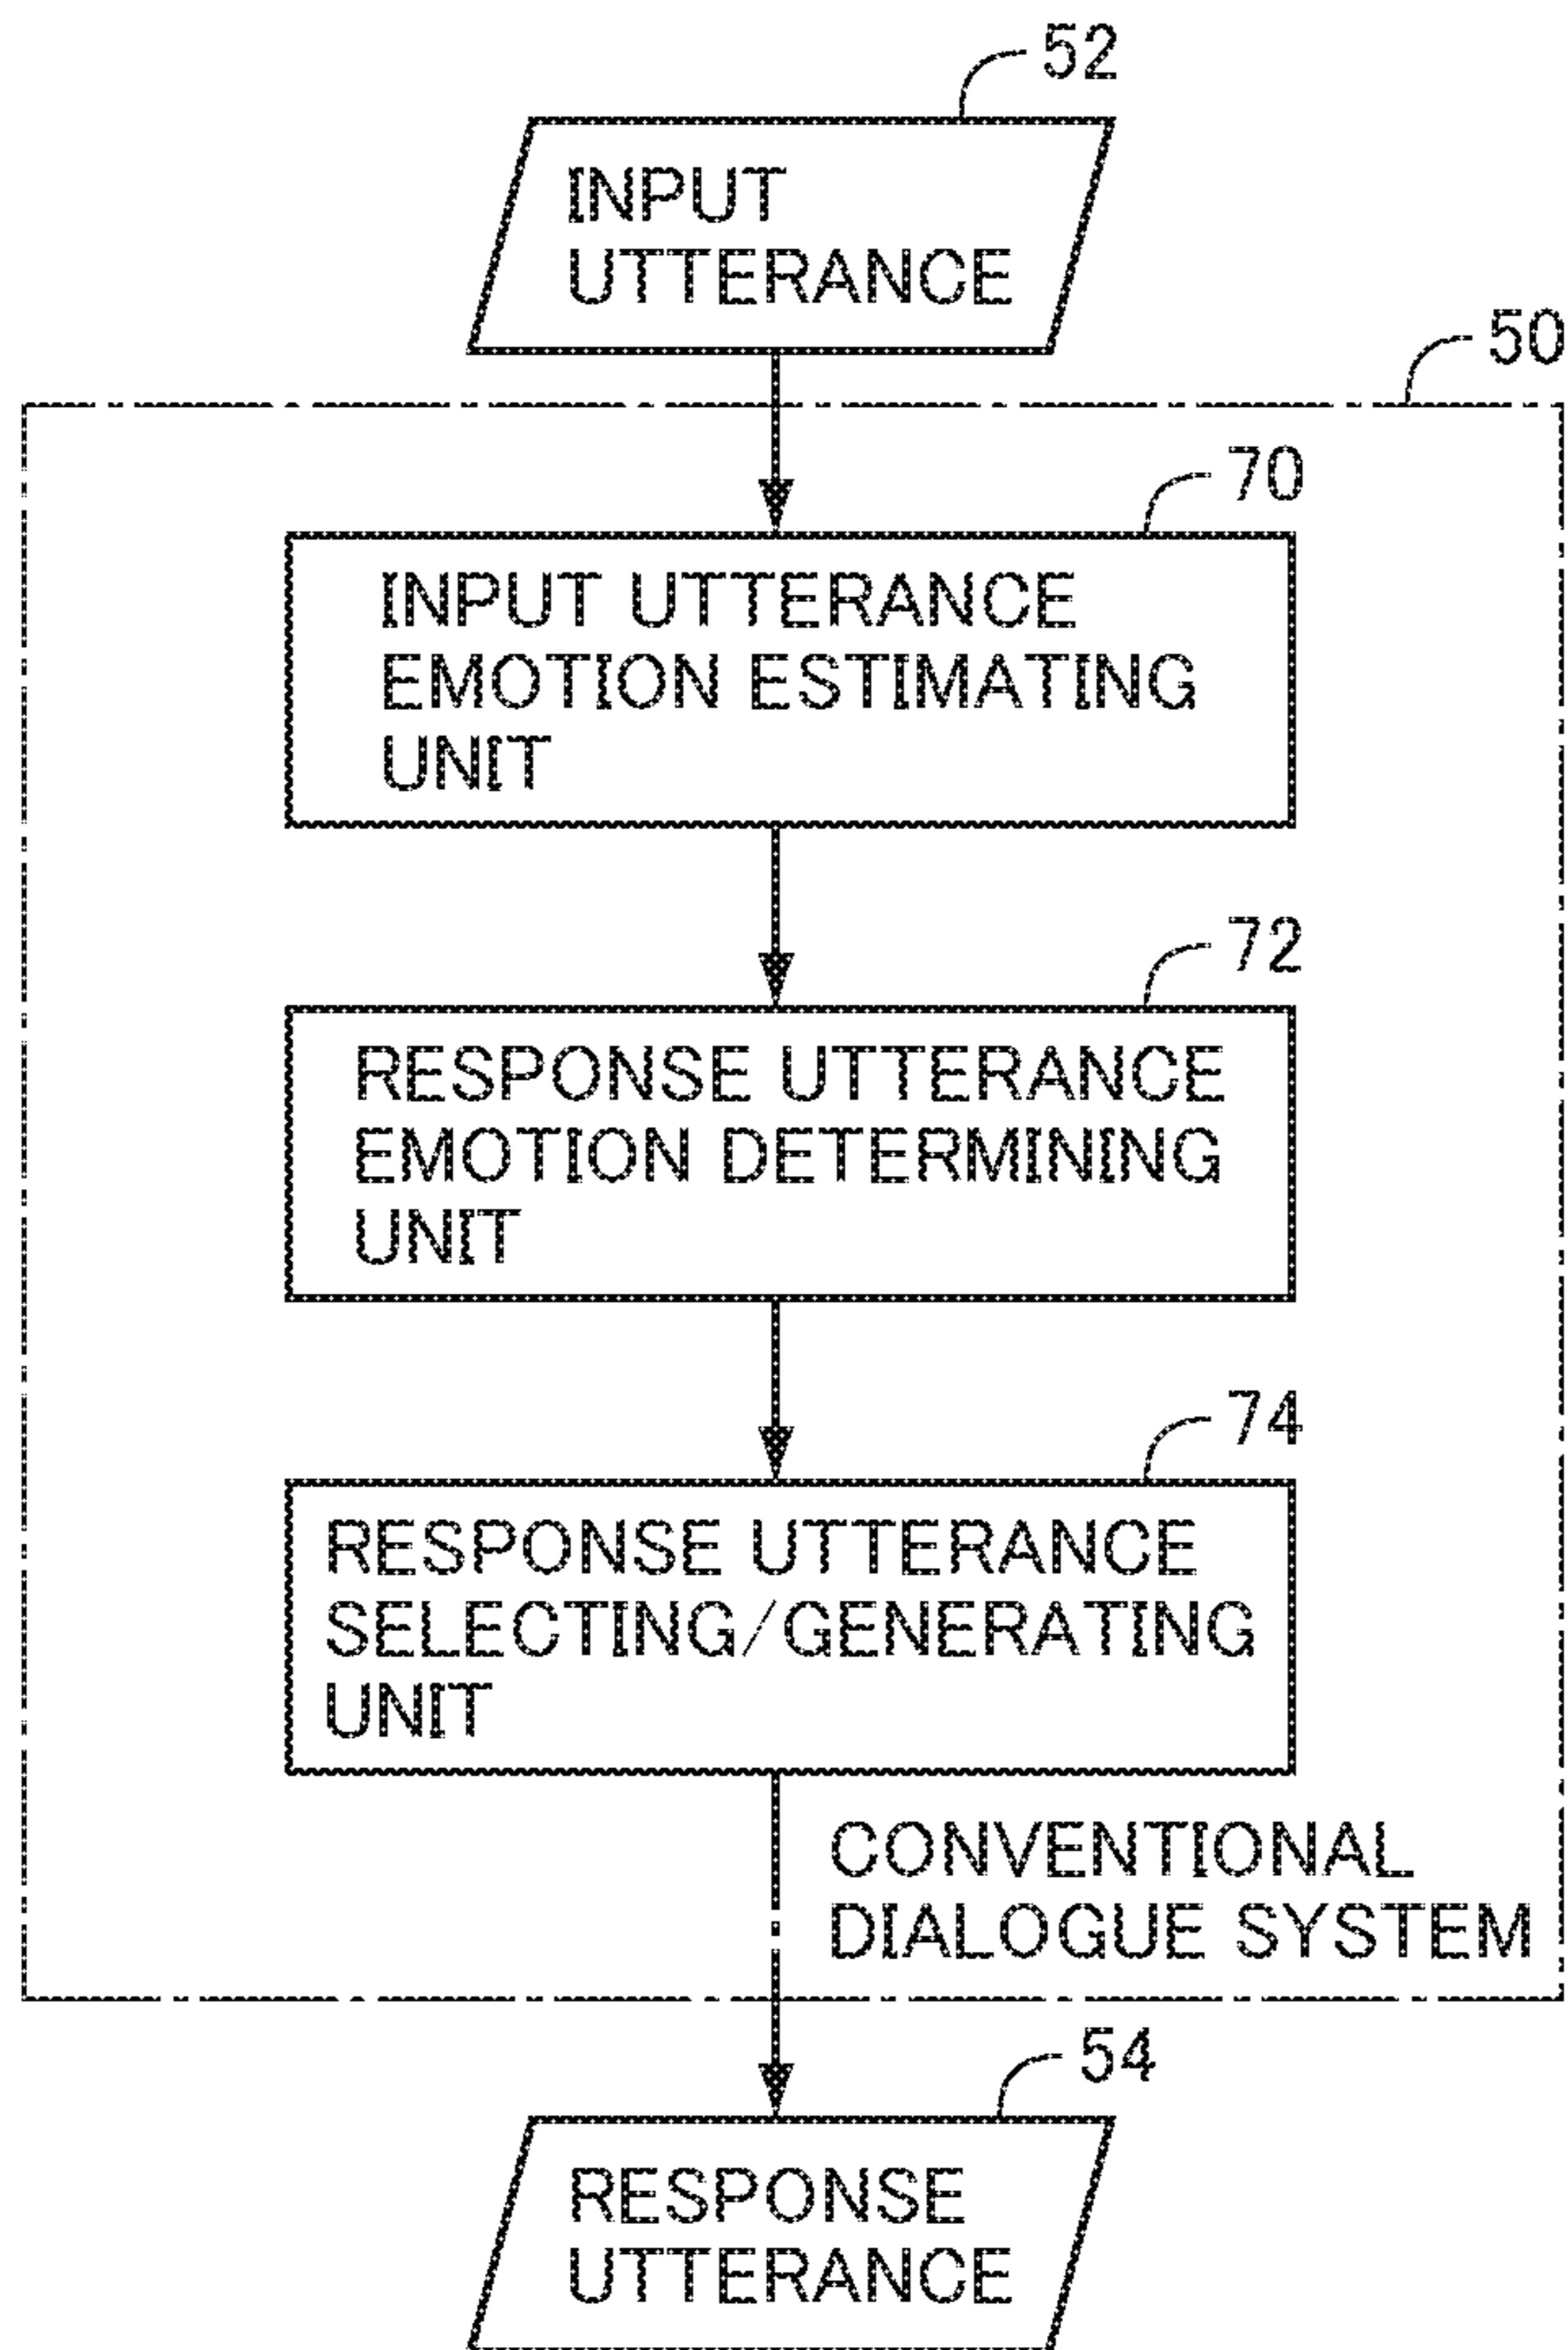 52
INPUT
UTTERANCE
50
70
INPUT UTTERANCE
EMOTION ESTIMATING
UNIT
72
RESPONSE UTTERANCE
EMOTION DETERMINING
UNIT
74
RESPONSE UTTERANCE
SELECTING/GENERATING
UNIT
CONVENTIONAL
DIALOGUE SYSTEM
54
RESPONSE
UTTERANCE